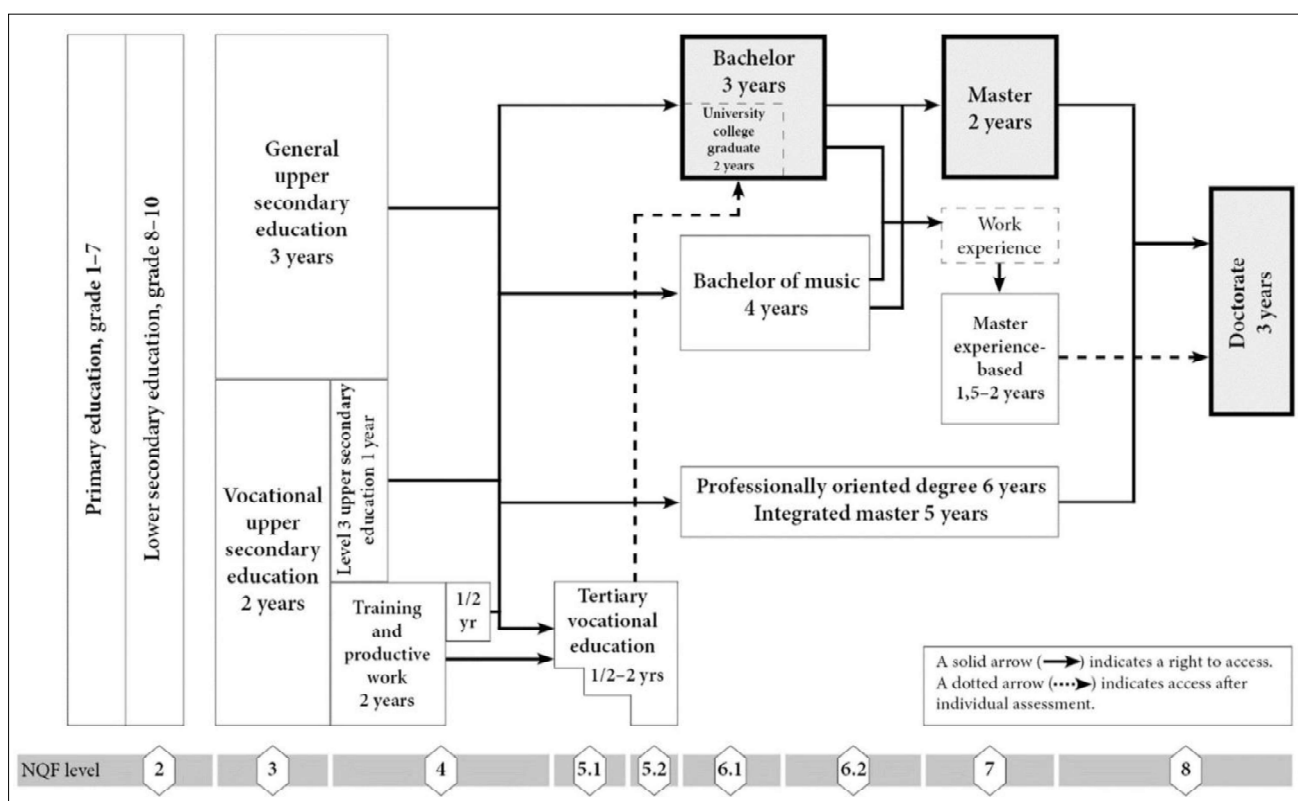 Primary education, grade 1–7
Lower secondary education, grade 8–10
General
upper
secondary
education
3 years
Vocational
upper
secondary
education
2 years
Level 3 upper secondary
education 1 year
Training
and
productive
work
2 years
1/2
yr
Tertiary
vocational
education
1/2–2 yrs
Bachelor
3 years
University
college
graduate
2 years
Bachelor of music
4 years
Professionally oriented degree 6 years
Integrated master 5 years
Master
2 years
Work
experience
Master
experience-
based
1,5–2 years
Doctorate
3 years
A solid arrow (→) indicates a right to access.
A dotted arrow (⇢) indicates access after
individual assessment.
NQF level 2 3 4 5.1 5.2 6.1 6.2 7 8